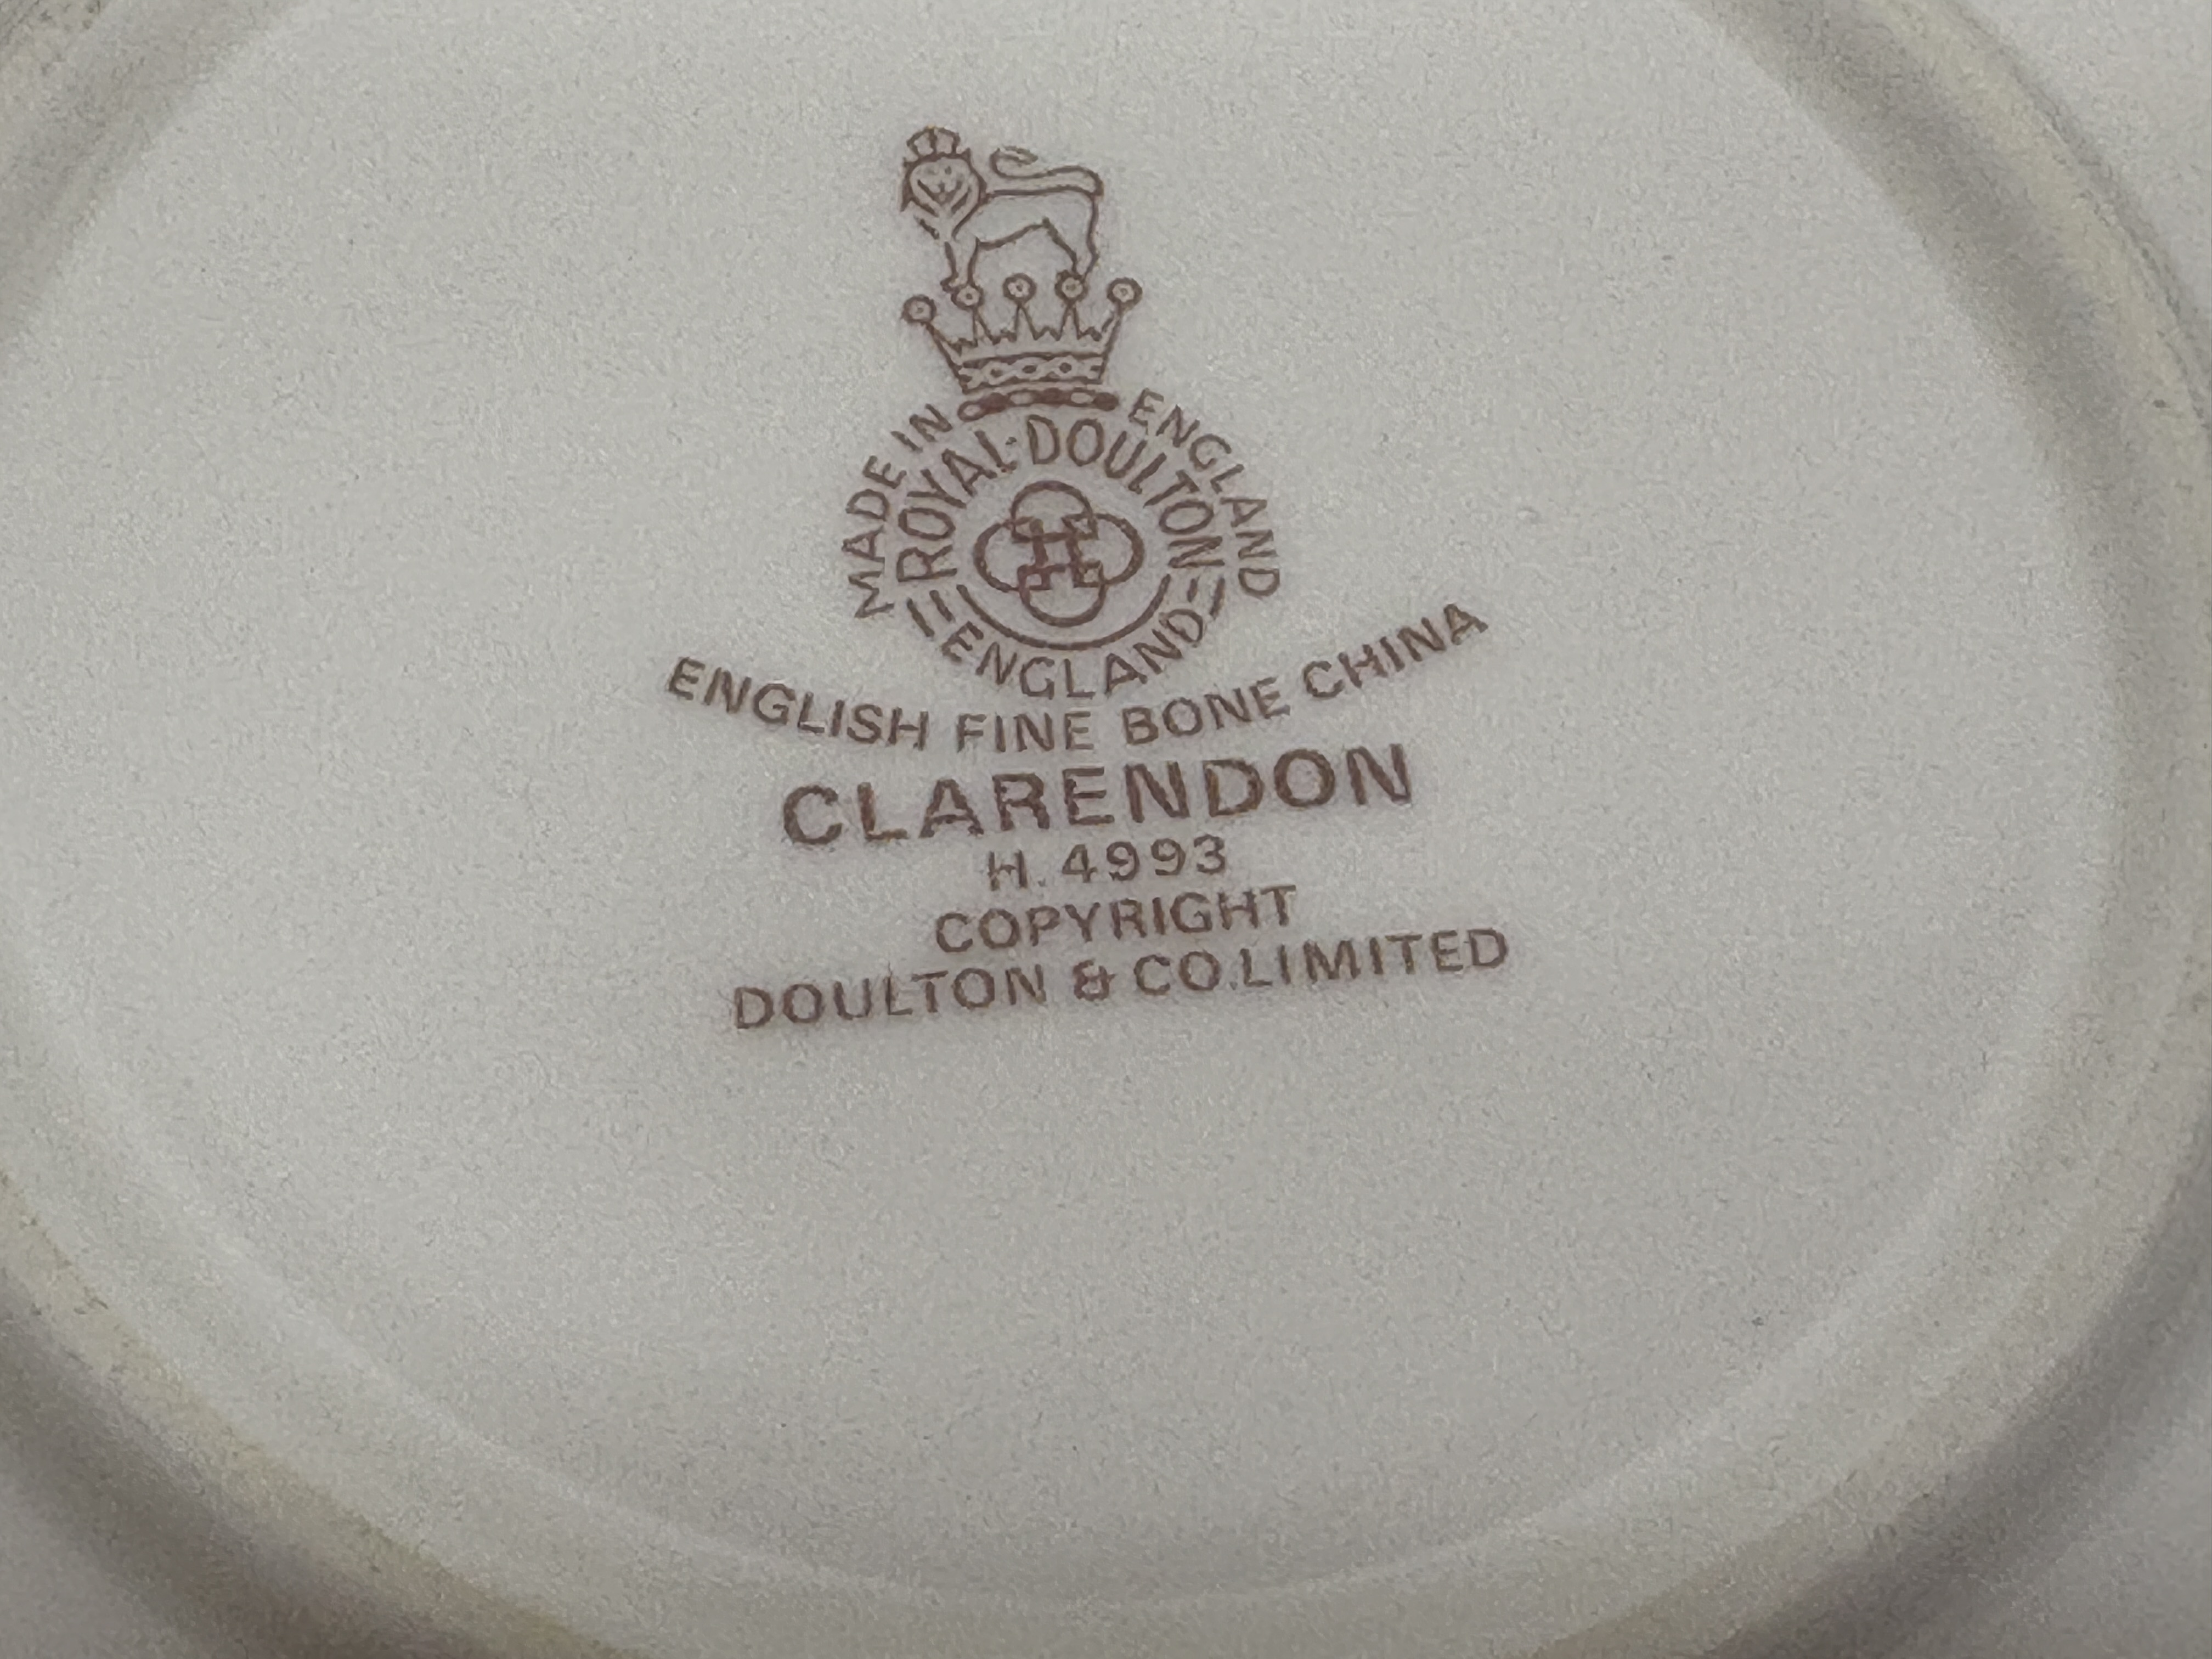 MADE IN ENGLAND
ROYAL·DOULTON
ENGLAND
ENGLISH FINE BONE CHINA
CLARENDON
H. 4993
COPYRIGHT
DOULTON & CO.LIMITED